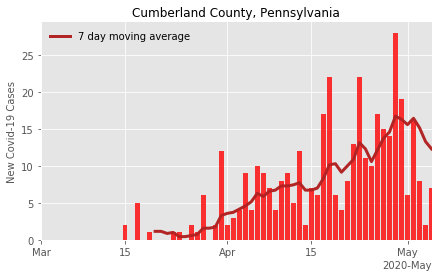 Cumberland County, Pennsylvania
7 day moving average
New Covid-19 Cases
25
20
15
10
5
0
Mar 15 Apr 15 May
2020-May